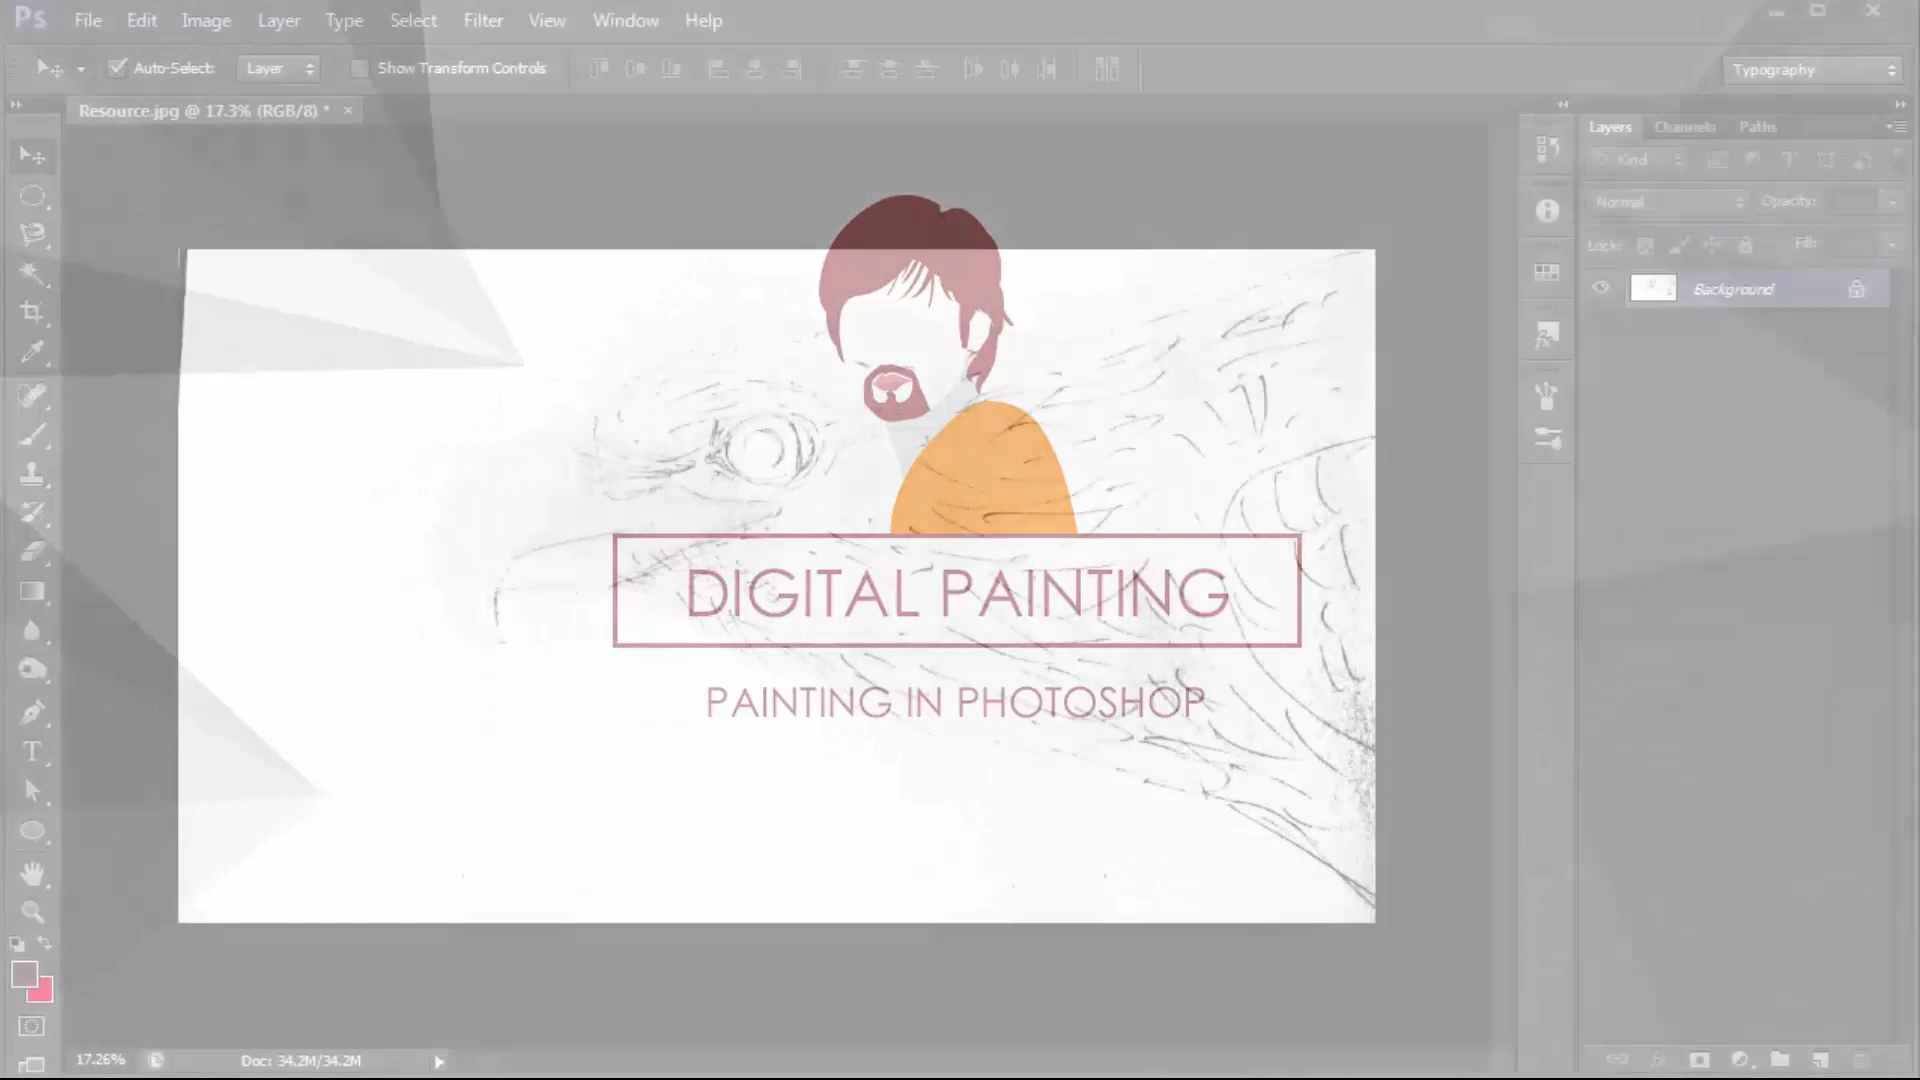 Ps File Edit Image Layer Type Select Filter View Window Help
Auto-Select: Layer Show Transform Controls Typography
Resource.jpg @ 17.3% (RGB/8) * ×
Layers Channels Paths
Kind
Normal Opacity:
Lock: Fill:
Background
DIGITAL PAINTING
PAINTING IN PHOTOSHOP
17.26% Doc: 34.2M/34.2M